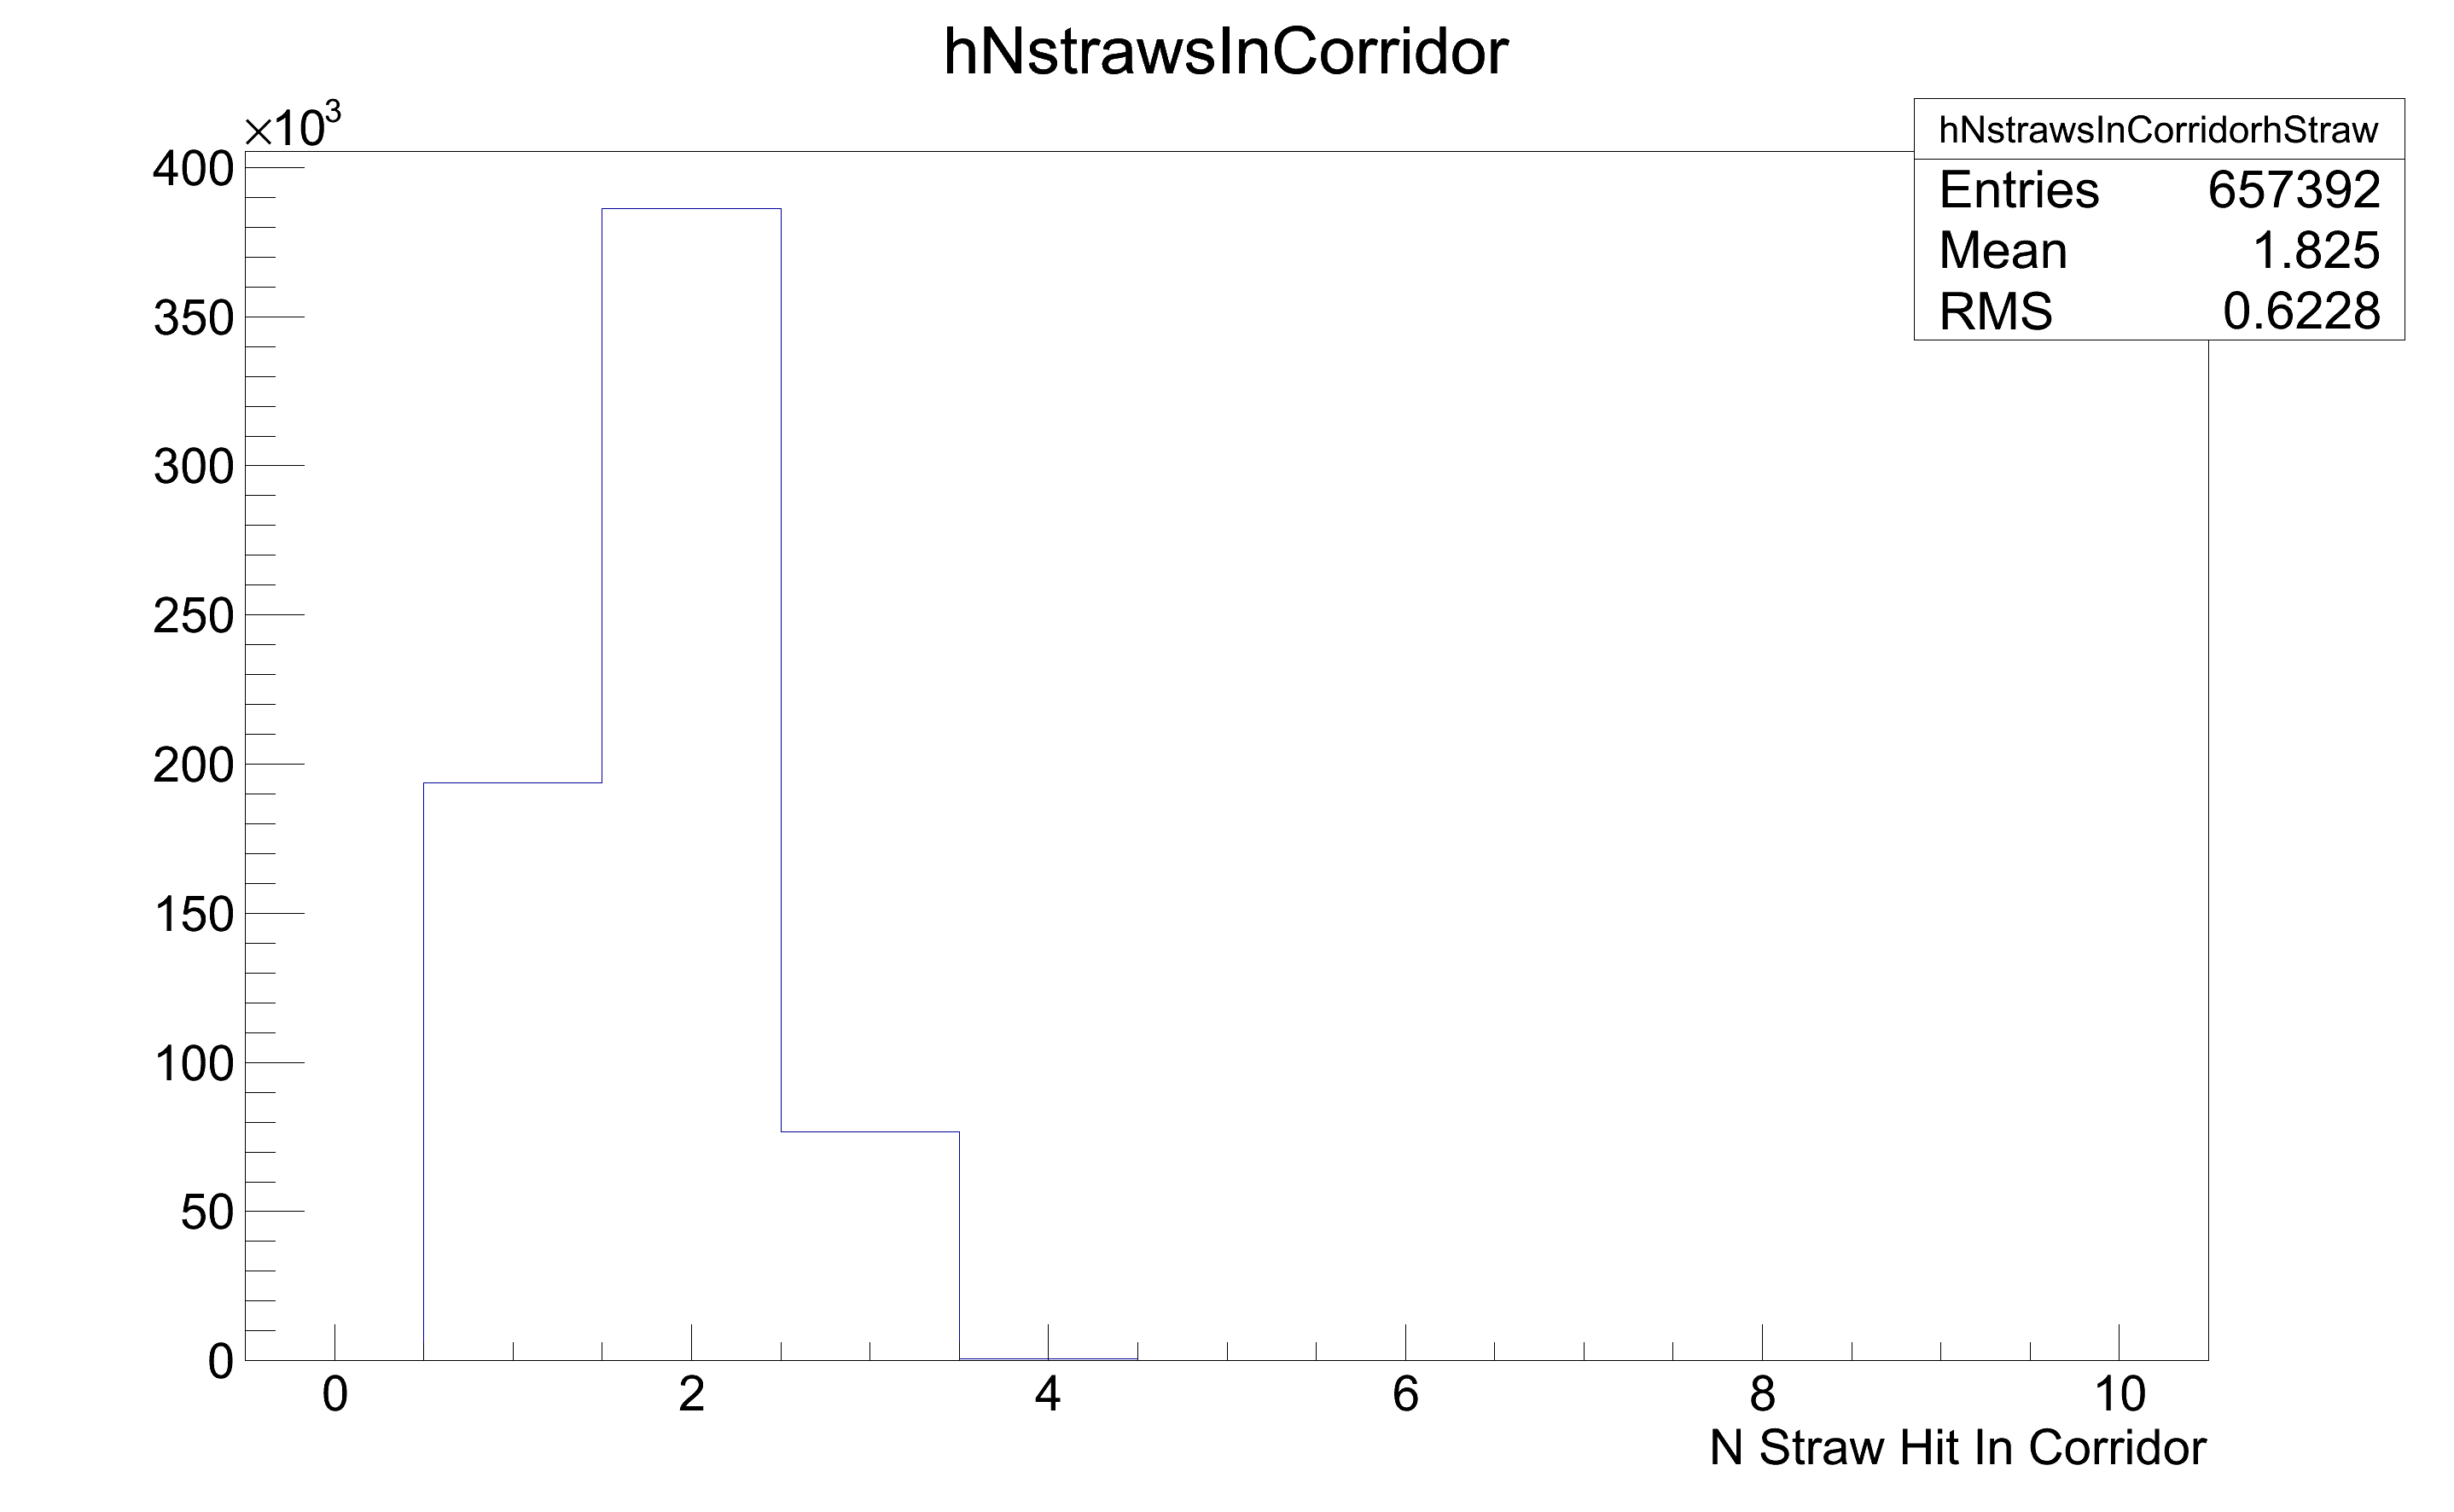 hNstrawsInCorridor
×10³
hNstrawsInCorridorhStraw
Entries 657392
Mean 1.825
RMS 0.6228
400
350
300
250
200
150
100
50
0
0 2 4 6 8 10
N Straw Hit In Corridor